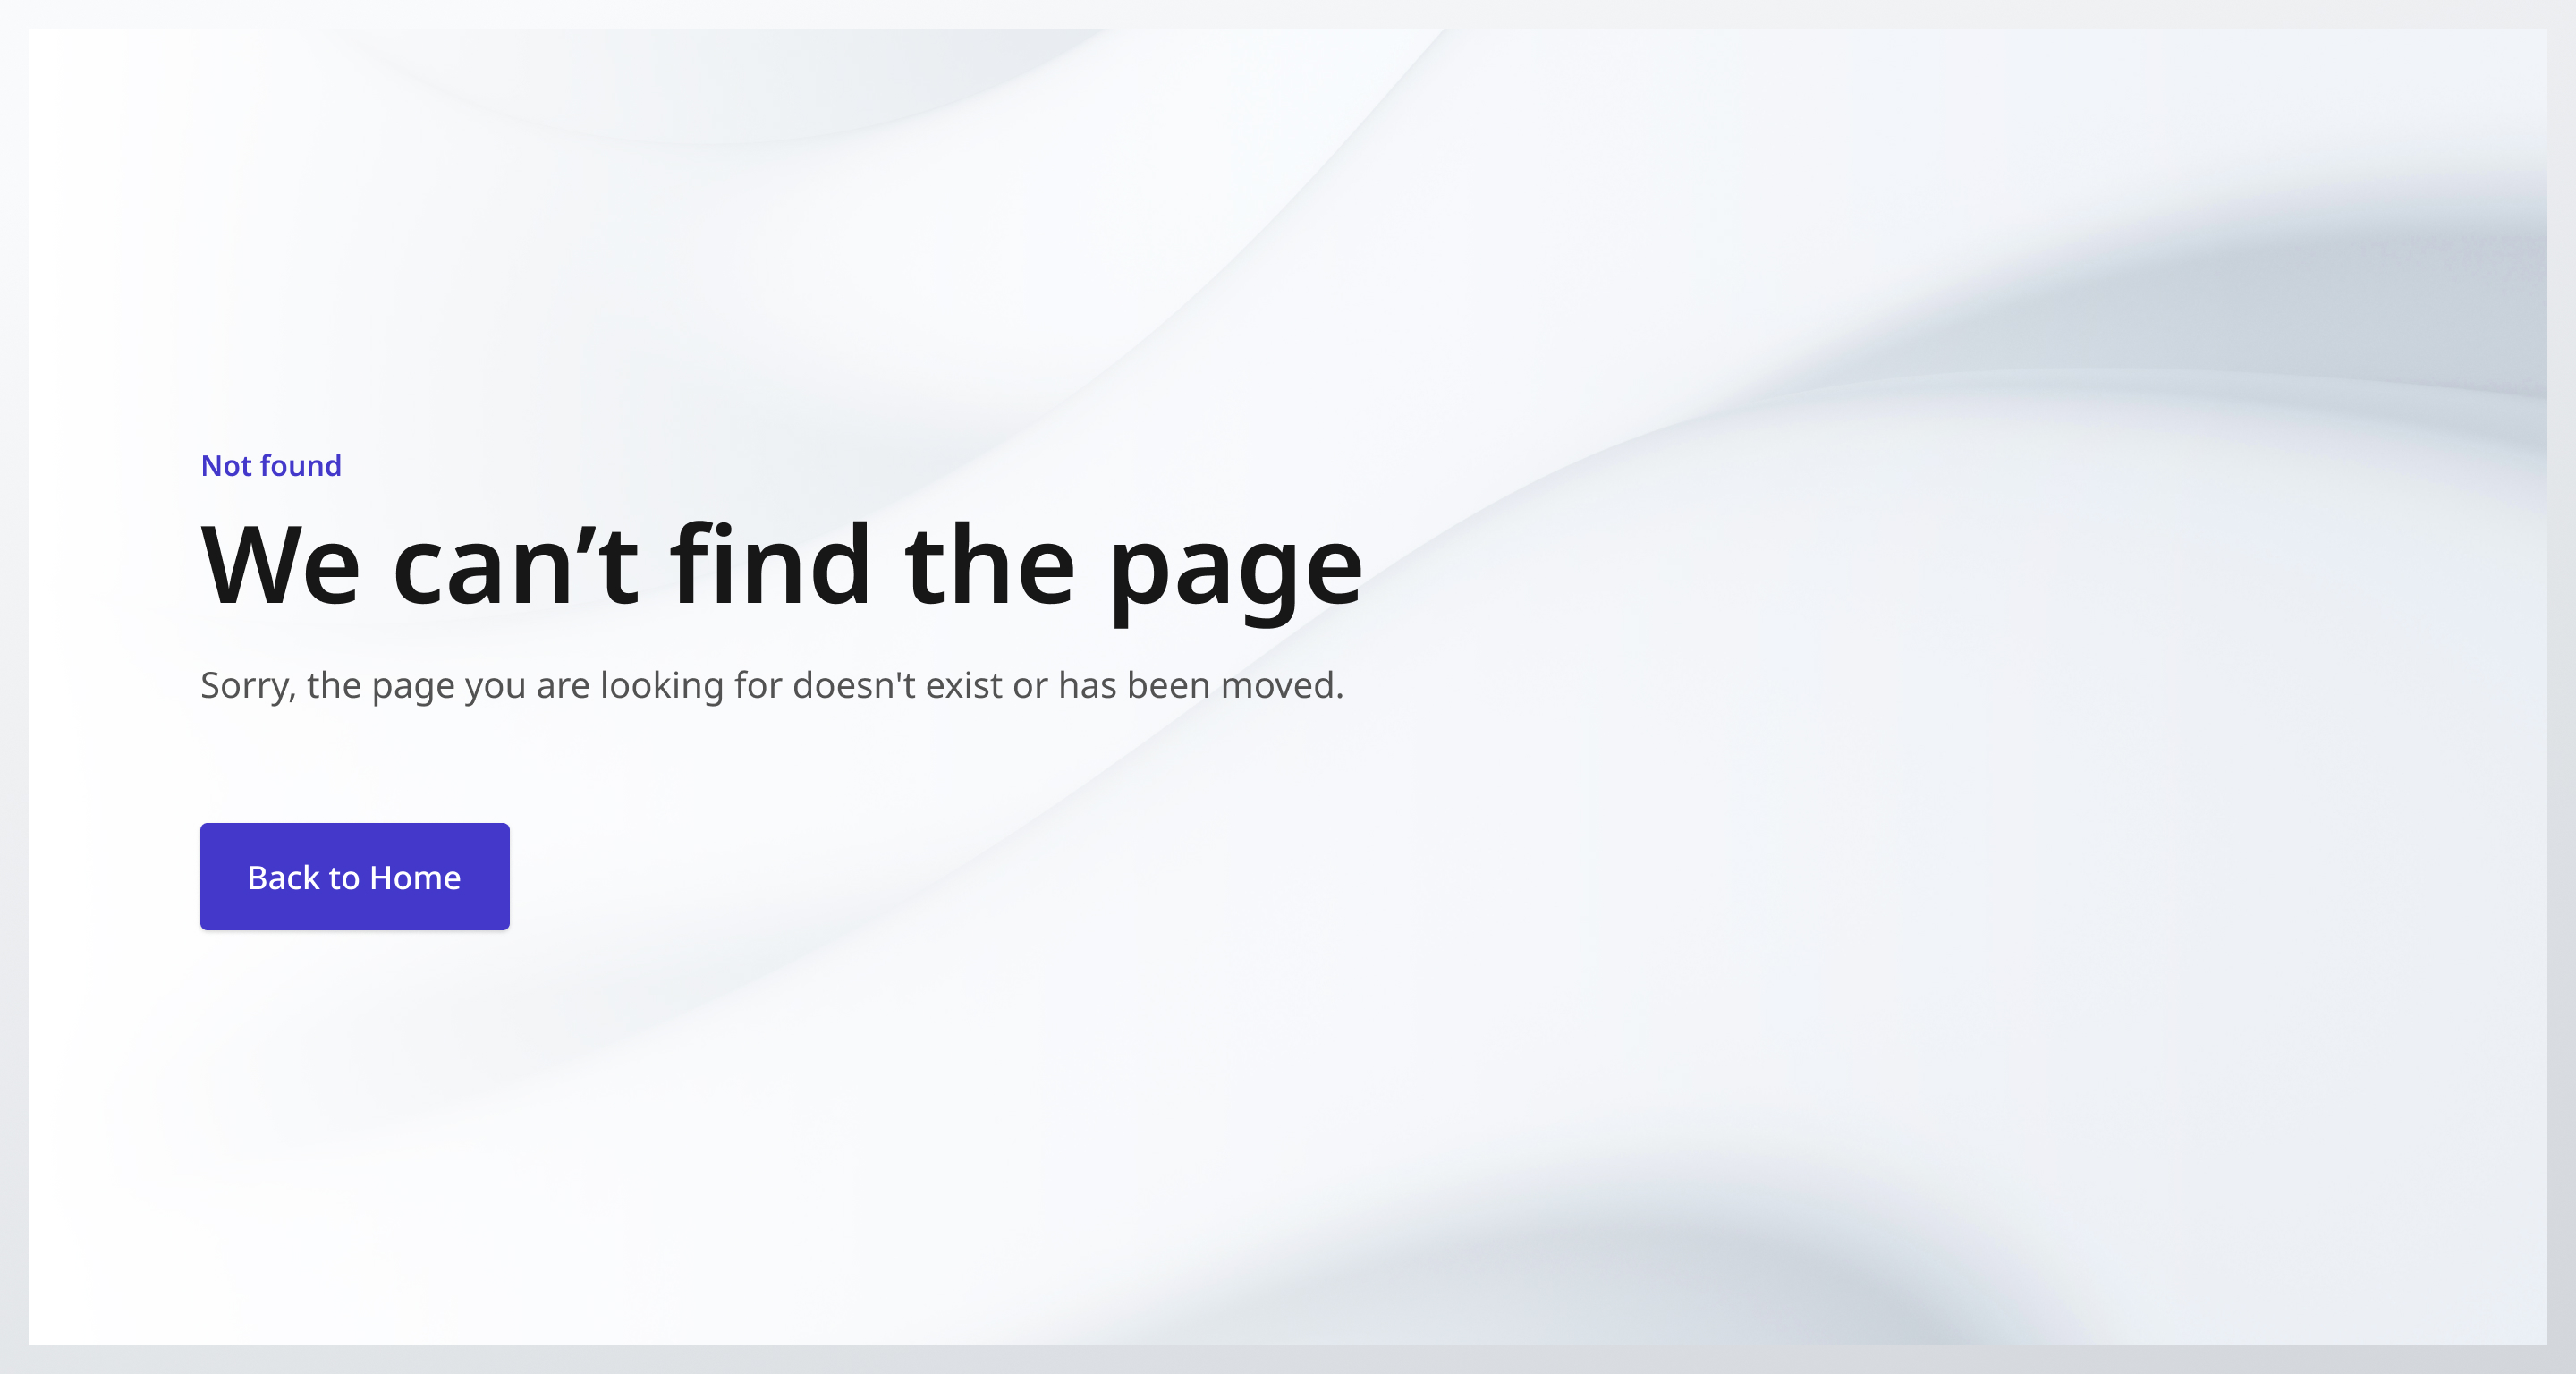 Not found
We can’t find the page
Sorry, the page you are looking for doesn't exist or has been moved.
Back to Home